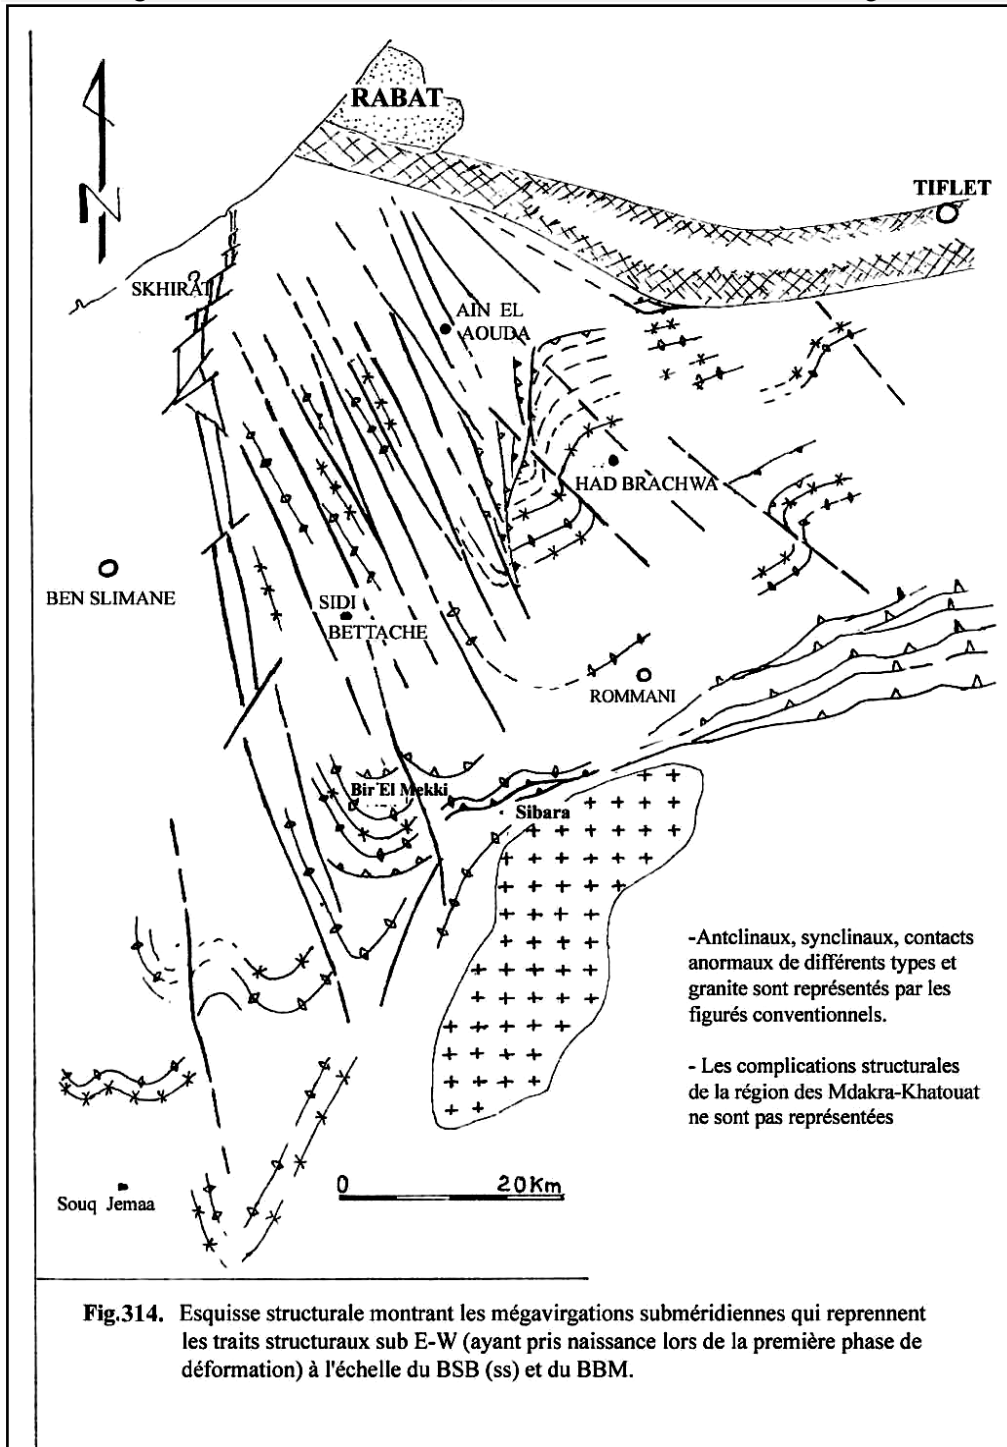 RABAT
TIFLET
N
SKHIRAT
AIN EL
AOUDA
HAD BRACHWA
BEN SLIMANE
SIDI
BETTACHE
ROMMANI
Bir El Mekki
Sibara
-Antclinaux, synclinaux, contacts
anormaux de différents types et
granite sont représentés par les
figurés conventionnels.
- Les complications structurales
de la région des Mdakra-Khatouat
ne sont pas représentées
0 20Km
Souq Jemaa
Fig.314. Esquisse structurale montrant les mégavirgations subméridiennes qui reprennent
les traits structuraux sub E-W (ayant pris naissance lors de la première phase de
déformation) à l'échelle du BSB (ss) et du BBM.